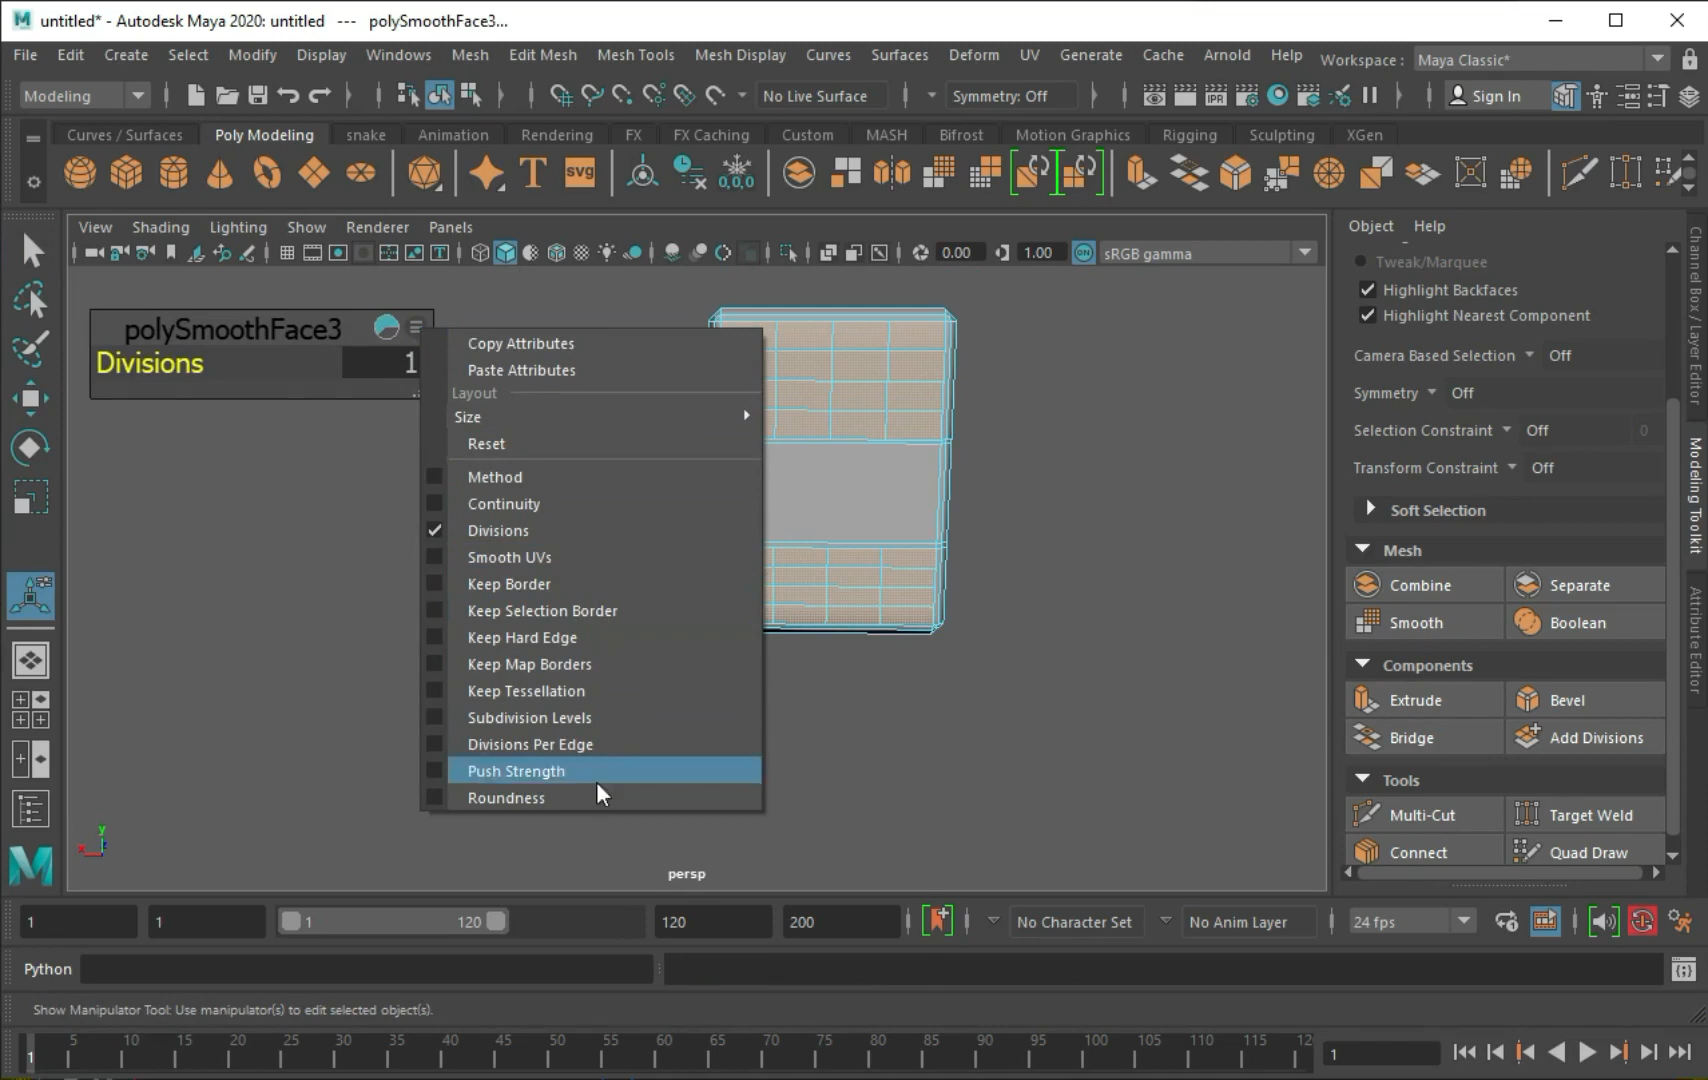 untitled* - Autodesk Maya 2020: untitled --- polySmoothFace3...
File Edit Create Select Modify Display Windows Mesh Edit Mesh Mesh Tools Mesh Display Curves Surfaces Deform UV Generate Cache Arnold Help Workspace : Maya Classic*
Modeling No Live Surface Symmetry: Off IPR Sign In
Curves / Surfaces Poly Modeling snake Animation Rendering FX FX Caching Custom MASH Bifrost Motion Graphics Rigging Sculpting XGen
T SVG 0,0,0
View Shading Lighting Show Renderer Panels
0.00 1.00 ON sRGB gamma
Object Help
Tweak/Marquee
Highlight Backfaces
Highlight Nearest Component
Camera Based Selection Off
Symmetry Off
Selection Constraint Off 0
Transform Constraint Off
Soft Selection
Mesh
Combine Separate
Smooth Boolean
Components
Extrude Bevel
Bridge Add Divisions
Tools
Multi-Cut Target Weld
Connect Quad Draw
Channel Box / Layer Editor
Modeling Toolkit
Attribute Editor
polySmoothFace3
Divisions 1
Copy Attributes
Paste Attributes
Layout
Size
Reset
Method
Continuity
Divisions
Smooth UVs
Keep Border
Keep Selection Border
Keep Hard Edge
Keep Map Borders
Keep Tessellation
Subdivision Levels
Divisions Per Edge
Push Strength
Roundness
y
x
persp
1 1 1 120 120 200 No Character Set No Anim Layer 24 fps
Python
Show Manipulator Tool: Use manipulator(s) to edit selected object(s).
5 10 15 20 25 30 35 40 45 50 55 60 65 70 75 80 85 90 95 100 105 110 115 12
1 1